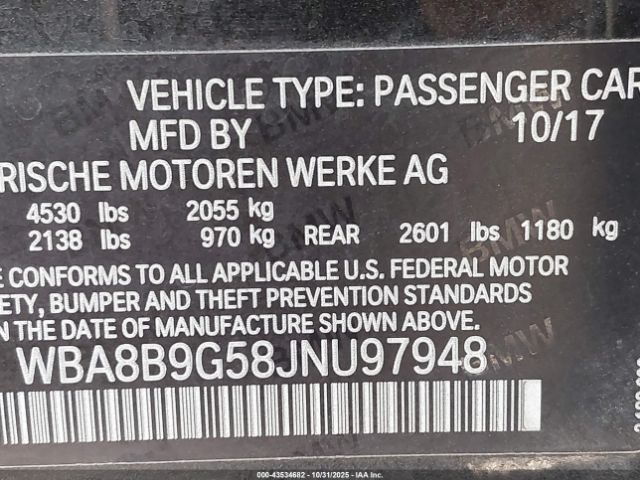 VEHICLE TYPE: PASSENGER CAR
MFD BY 10/17
RISCHE MOTOREN WERKE AG
4530 lbs 2055 kg
2138 lbs 970 kg REAR 2601 lbs 1180 kg
E CONFORMS TO ALL APPLICABLE U.S. FEDERAL MOTOR
ETY, BUMPER AND THEFT PREVENTION STANDARDS
N THE DATE OF MANUFACTURE SHOWN ABOVE.
WBA8B9G58JNU97948
000-43534682 - 10/31/2025 - IAAI.COM